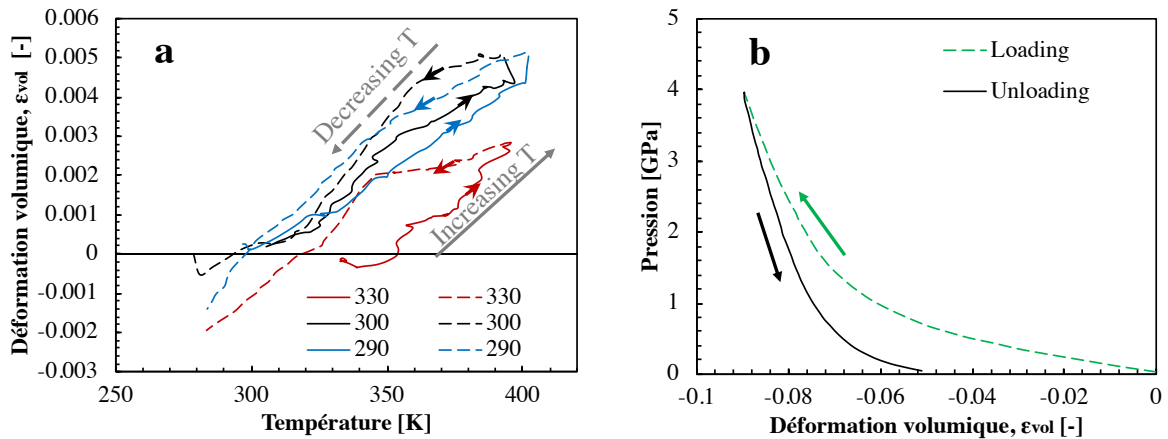 a
Déformation volumique, εvol [-]
0.006
0.005
0.004
0.003
0.002
0.001
0
-0.001
-0.002
-0.003
Decreasing T
Increasing T
330 330
300 300
290 290
250 300 350 400
Température [K]
b
Pression [GPa]
5
4
3
2
1
0
Loading
Unloading
-0.1 -0.08 -0.06 -0.04 -0.02 0
Déformation volumique, εvol [-]